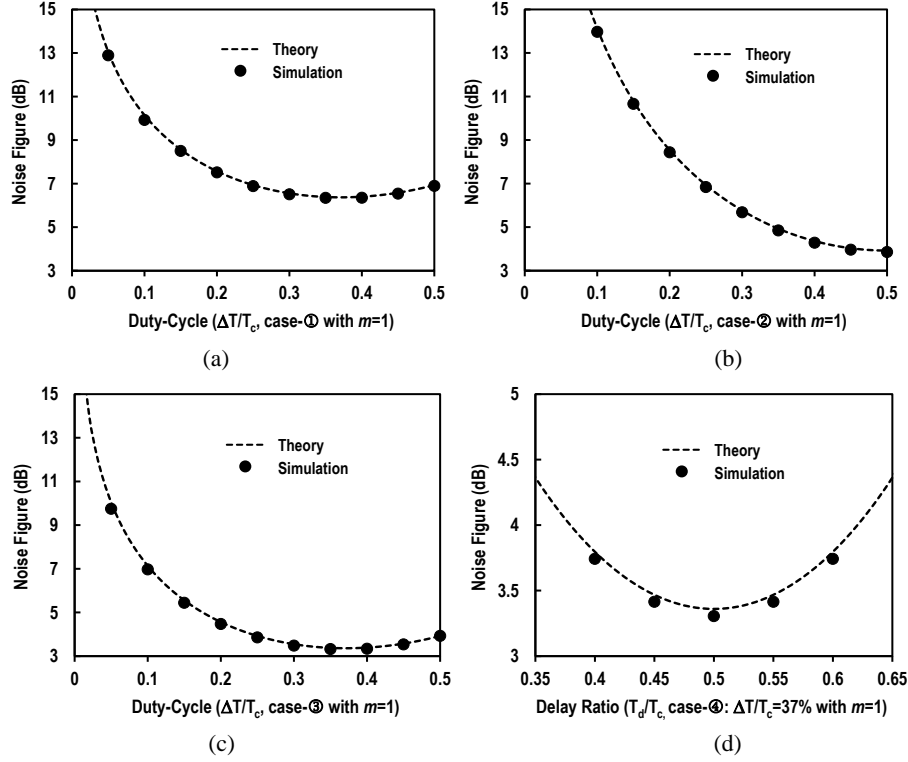 15
13
11
9
7
5
3
Noise Figure (dB)
Theory
Simulation
0 0.1 0.2 0.3 0.4 0.5
Duty-Cycle (ΔT/Tc, case-① with m=1)
(a)
15
13
11
9
7
5
3
Noise Figure (dB)
Theory
Simulation
0 0.1 0.2 0.3 0.4 0.5
Duty-Cycle (ΔT/Tc, case-② with m=1)
(b)
15
13
11
9
7
5
3
Noise Figure (dB)
Theory
Simulation
0 0.1 0.2 0.3 0.4 0.5
Duty-Cycle (ΔT/Tc, case-③ with m=1)
(c)
5
4.5
4
3.5
3
Noise Figure (dB)
Theory
Simulation
0.35 0.4 0.45 0.5 0.55 0.6 0.65
Delay Ratio (Td/Tc, case-④: ΔT/Tc=37% with m=1)
(d)